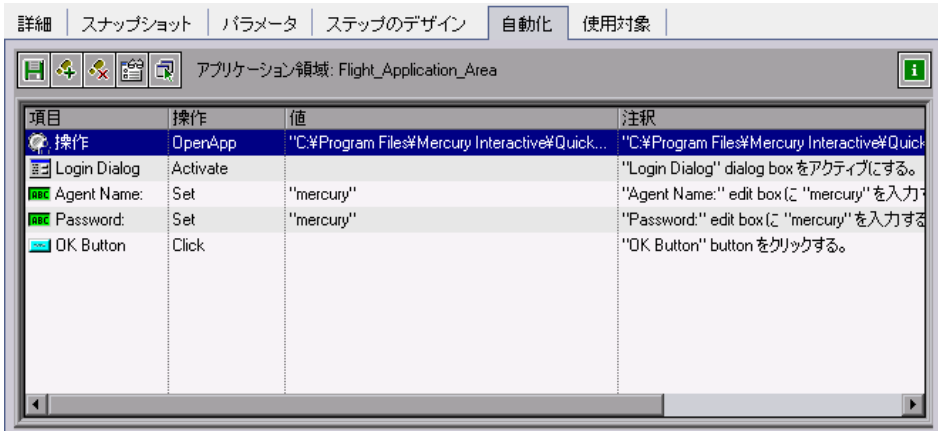 詳細 スナップショット パラメータ ステップのデザイン 自動化 使用対象
アプリケーション領域: Flight_Application_Area
項目 操作 値 注釈
操作 OpenApp "C:¥Program Files¥Mercury Interactive¥Quick... "C:¥Program Files¥Mercury Interactive¥Quick
Login Dialog Activate "Login Dialog" dialog box をアクティブにする。
ABC Agent Name: Set "mercury" "Agent Name:" edit box に "mercury" を入力す
ABC Password: Set "mercury" "Password:" edit box に "mercury" を入力する
OK Button Click "OK Button" button をクリックする。